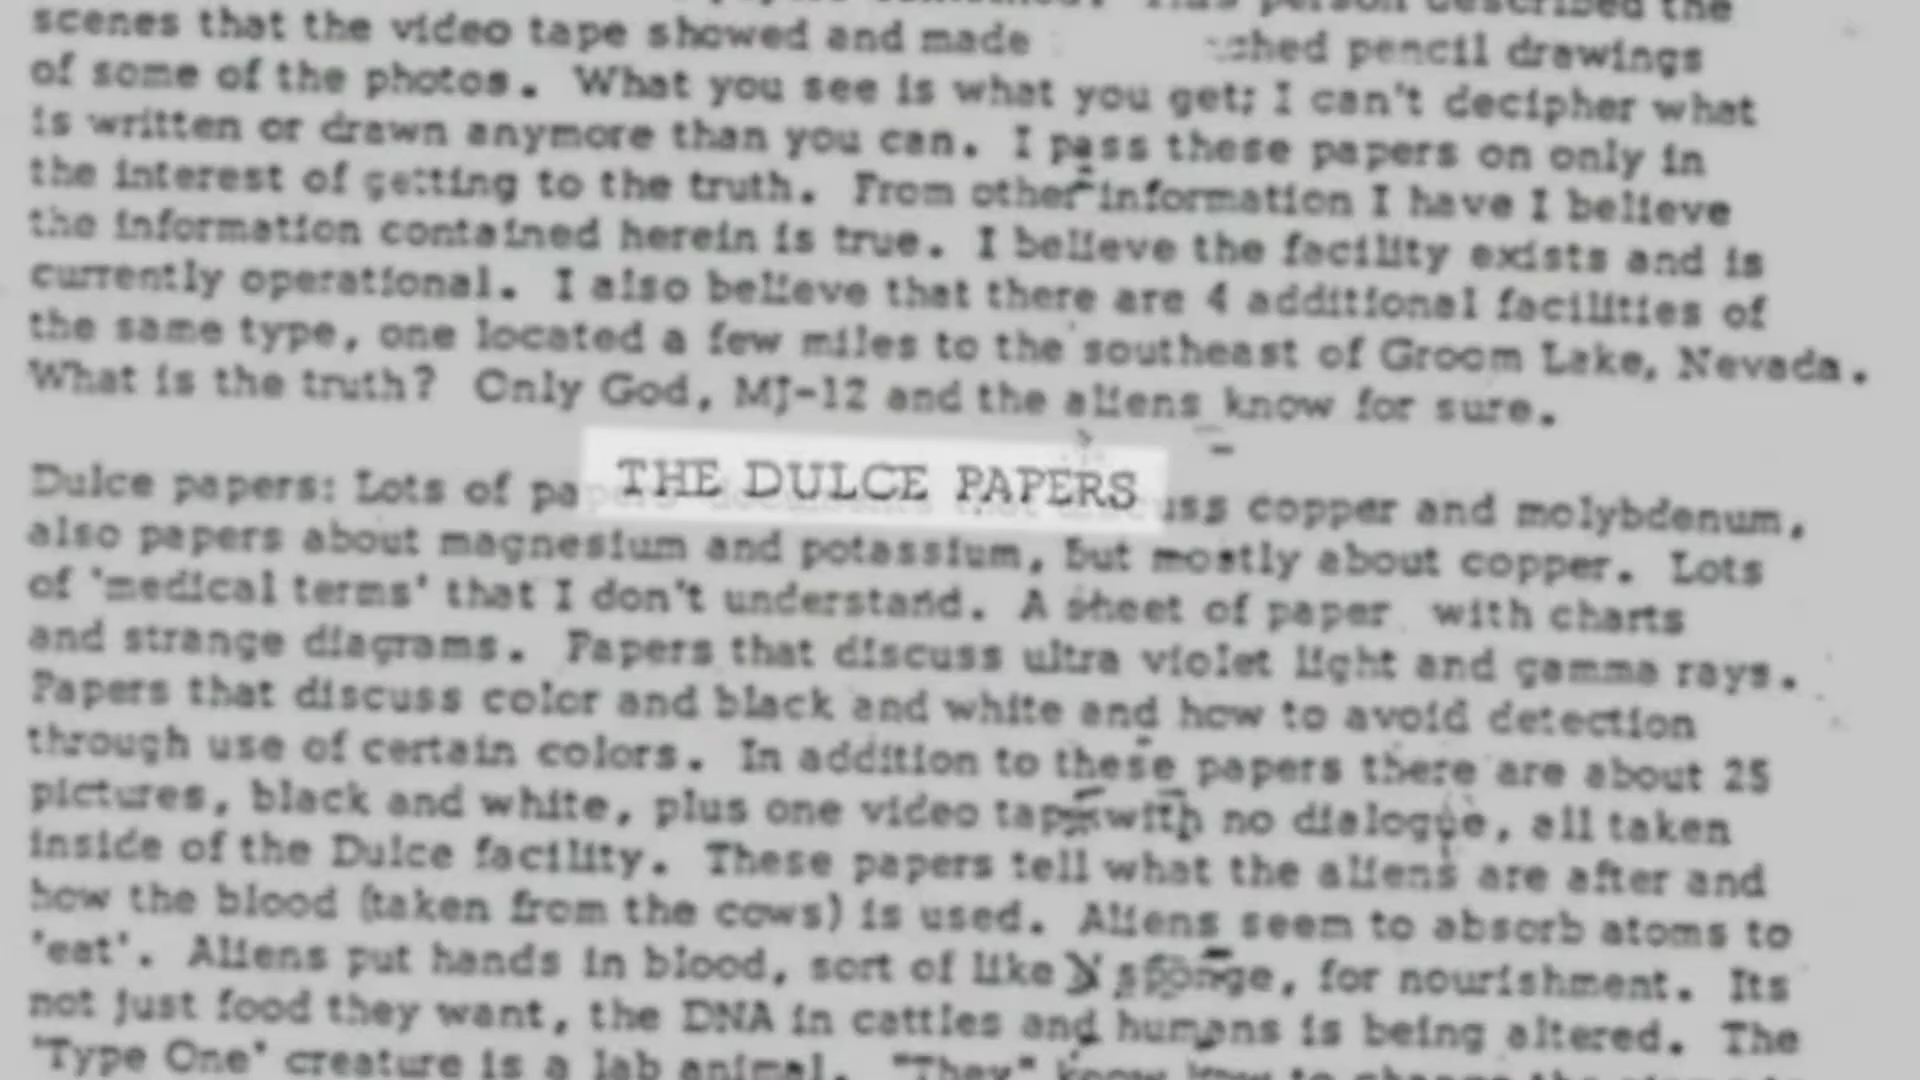 person described the
scenes that the video tape showed and made ched pencil drawings
of some of the photos. What you see is what you get; I can't decipher what
is written or drawn anymore than you can. I pass these papers on only in
the interest of getting to the truth. From other information I have I believe
the information contained herein is true. I believe the facility exists and is
currently operational. I also believe that there are 4 additional facilities of
the same type, one located a few miles to the southeast of Groom Lake, Nevada.
What is the truth? Only God, MJ-12 and the aliens know for sure.
THE DULCE PAPERS
Dulce papers: Lots of papers uss copper and molybdenum,
also papers about magnesium and potassium, but mostly about copper. Lots
of 'medical terms' that I don't understand. A sheet of paper with charts
and strange diagrams. Papers that discuss ultra violet light and gamma rays.
Papers that discuss color and black and white and how to avoid detection
through use of certain colors. In addition to these papers there are about 25
pictures, black and white, plus one video tape with no dialogue, all taken
inside of the Dulce facility. These papers tell what the aliens are after and
how the blood (taken from the cows) is used. Aliens seem to absorb atoms to
'eat'. Aliens put hands in blood, sort of like sponge, for nourishment. Its
not just food they want, the DNA in cattles and humans is being altered. The
'Type One' creature is a lab animal. "They" know how to change the